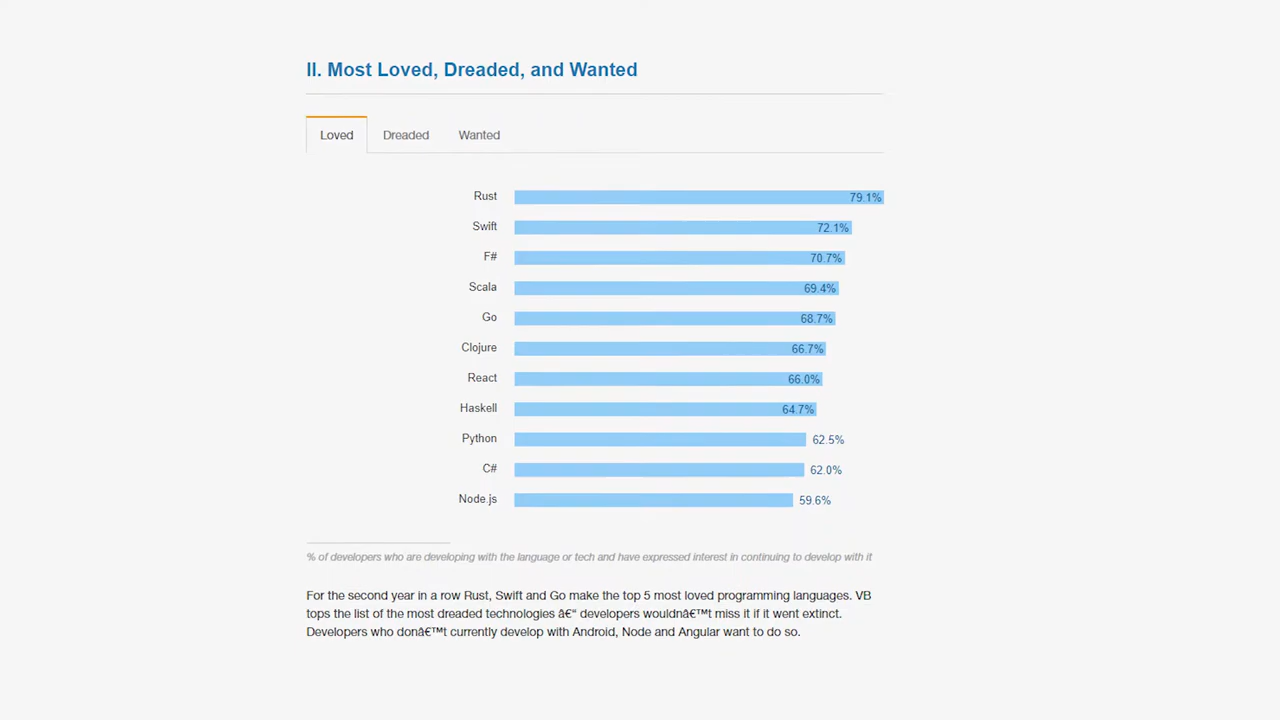 II. Most Loved, Dreaded, and Wanted
Loved Dreaded Wanted
Rust 79.1%
Swift 72.1%
F# 70.7%
Scala 69.4%
Go 68.7%
Clojure 66.7%
React 66.0%
Haskell 64.7%
Python 62.5%
C# 62.0%
Node.js 59.6%
% of developers who are developing with the language or tech and have expressed interest in continuing to develop with it
For the second year in a row Rust, Swift and Go make the top 5 most loved programming languages. VB
tops the list of the most dreaded technologies â€“ developers wouldnâ€™t miss it if it went extinct.
Developers who donâ€™t currently develop with Android, Node and Angular want to do so.